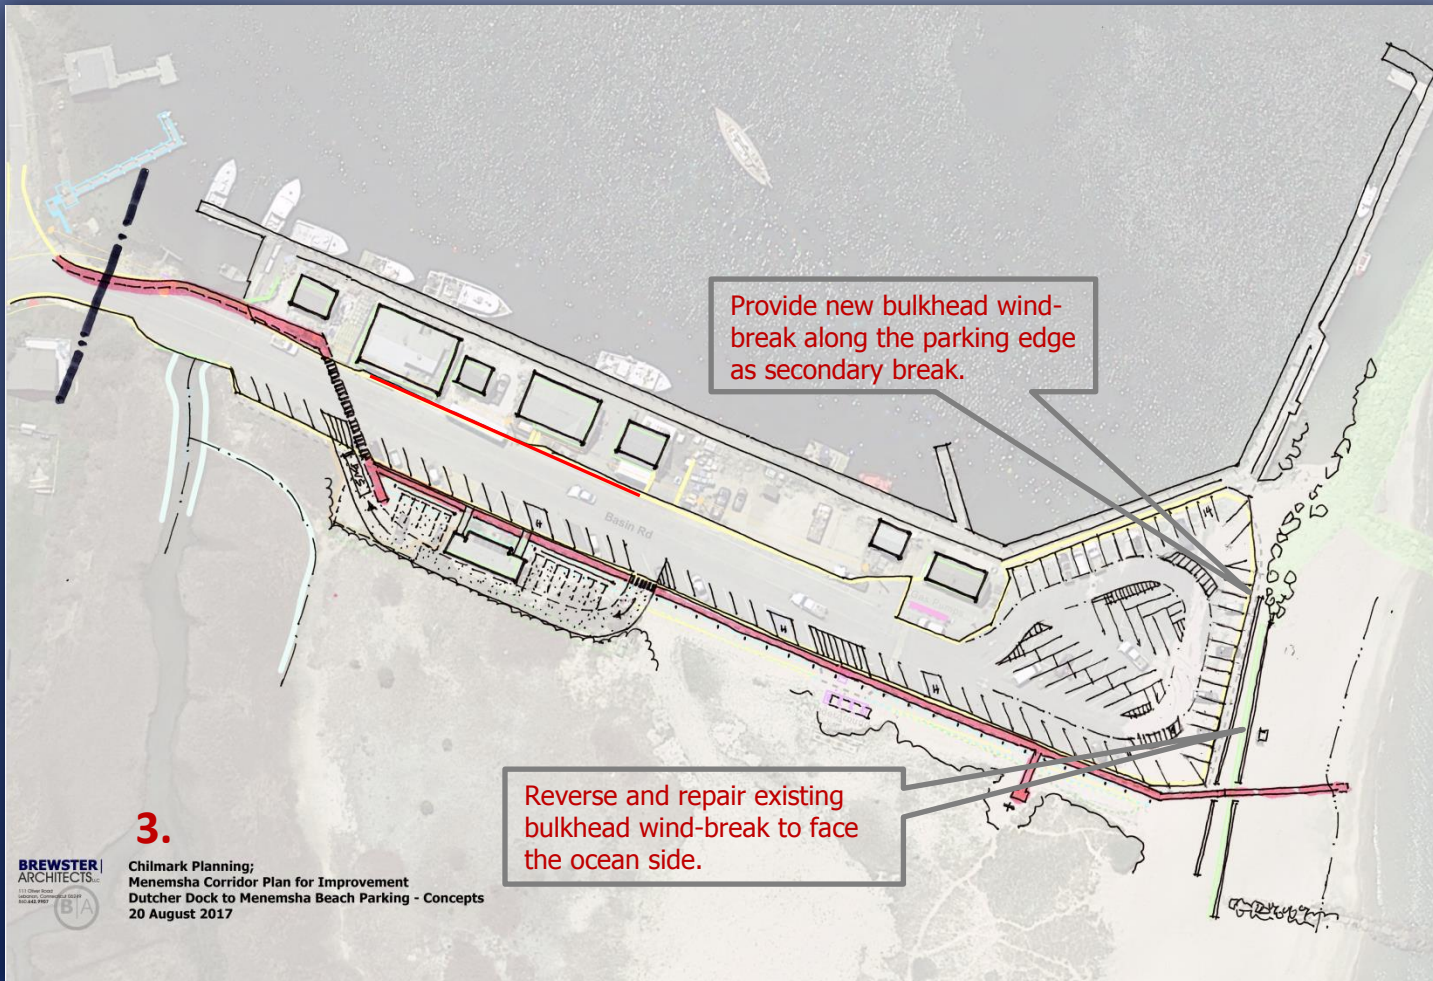 Provide new bulkhead wind-
break along the parking edge
as secondary break.
14
Basin Rd
H
H
H
Reverse and repair existing
bulkhead wind-break to face
the ocean side.
3.
BREWSTER|
ARCHITECTS LLC
B|A
Chilmark Planning;
Menemsha Corridor Plan for Improvement
Dutcher Dock to Menemsha Beach Parking - Concepts
20 August 2017